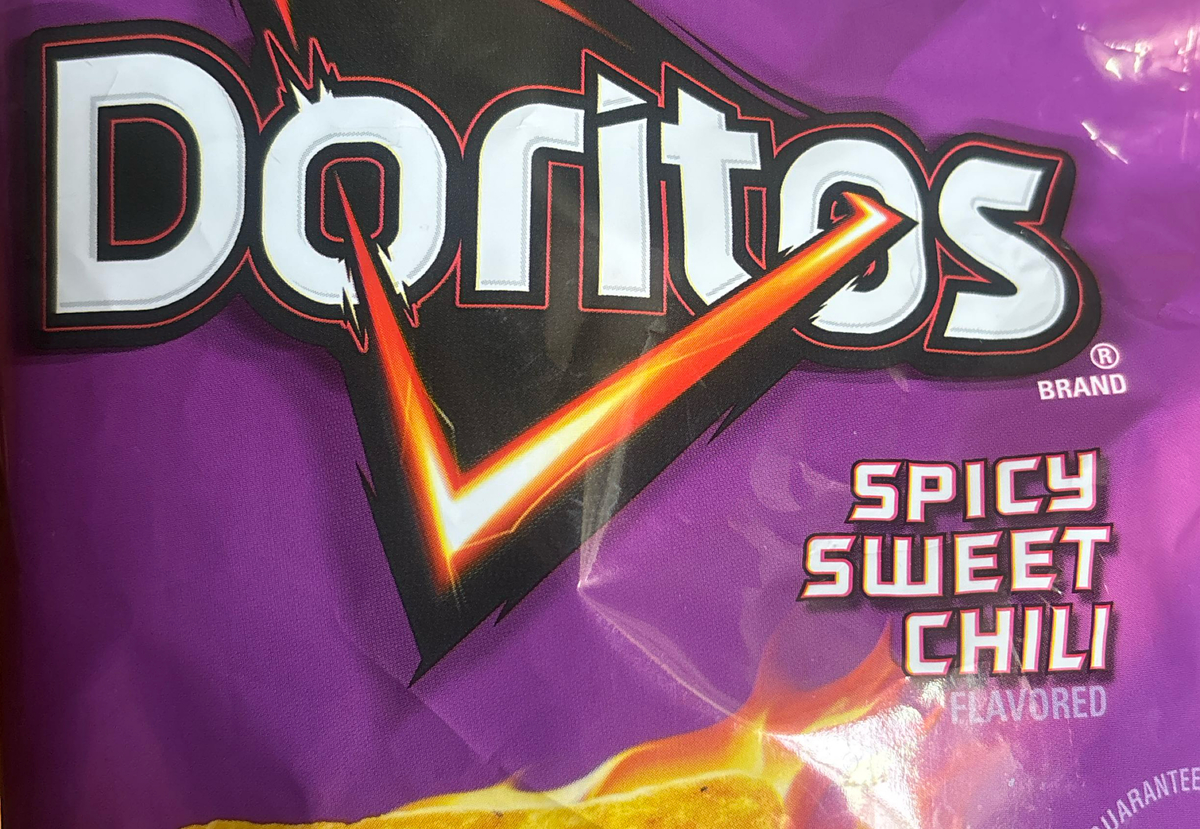 Doritos
®
BRAND
SPICY
SWEET
CHILI
FLAVORED